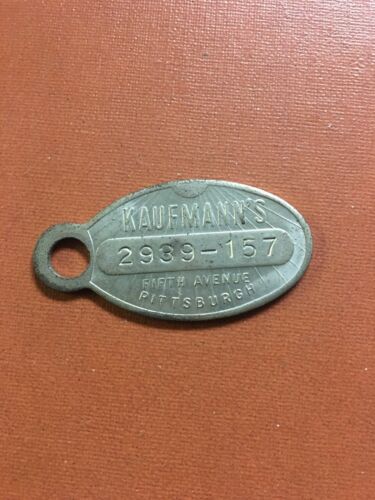 KAUFMANN'S
2939-157
FIFTH AVENUE
PITTSBURGH